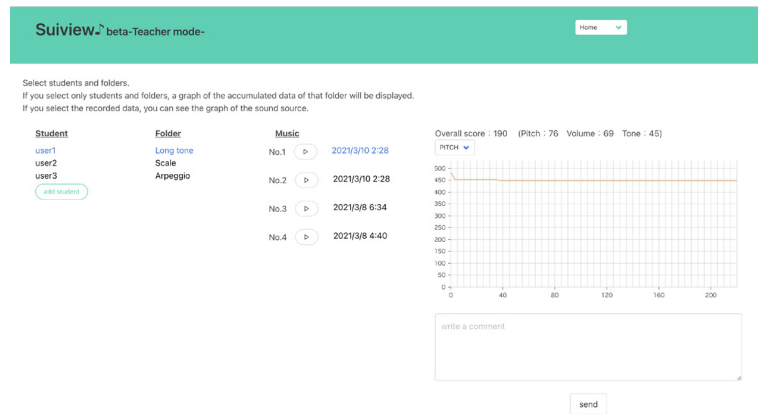 Suiview♪ beta-Teacher mode-
Home
Select students and folders.
If you select only students and folders, a graph of the accumulated data of that folder will be displayed.
If you select the recorded data, you can see the graph of the sound source.
Student
user1
user2
user3
add student
Folder
Long tone
Scale
Arpeggio
Music
No.1 2021/3/10 2:28
No.2 2021/3/10 2:28
No.3 2021/3/8 6:34
No.4 2021/3/8 4:40
Overall score：190 (Pitch：76 Volume：69 Tone：45)
PITCH
500
450
400
350
300
250
200
150
100
50
0
0 40 80 120 160 200
write a comment
send